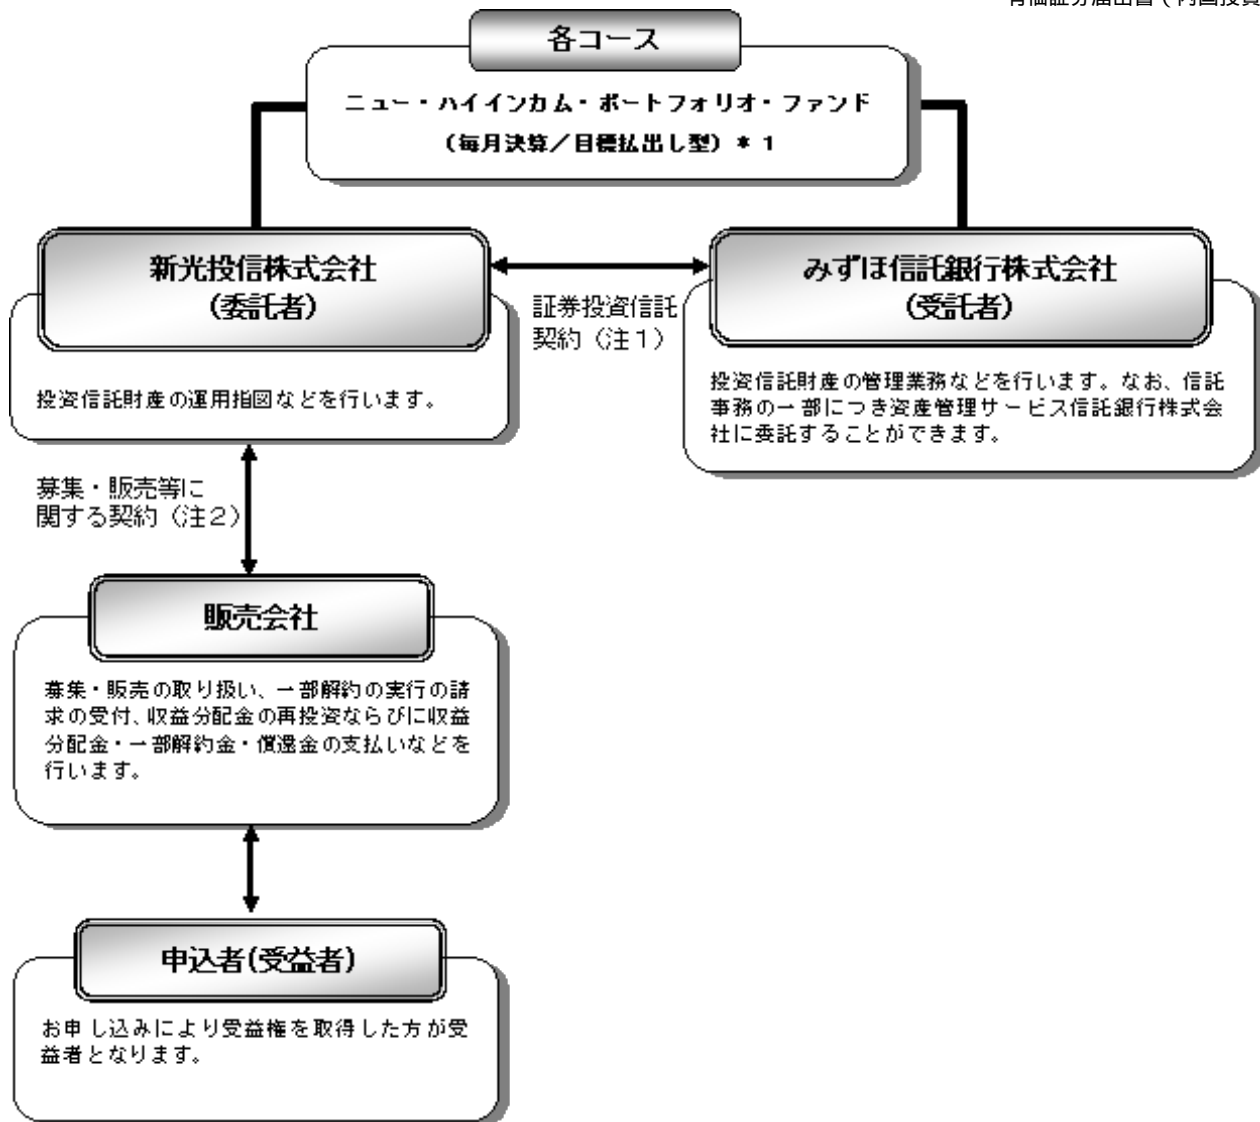 各コース
ニュー・ハイインカム・ポートフォリオ・ファンド
(毎月決算／目標払出し型)＊1
新光投信株式会社
(委託者)
投資信託財産の運用指図などを行います。
証券投資信託
契約（注１）
みずほ信託銀行株式会社
(受託者)
投資信託財産の管理業務などを行います。なお、信託
事務の一部につき資産管理サービス信託銀行株式会
社に委託することができます。
募集・販売等に
関する契約（注２）
販売会社
募集・販売の取り扱い、一部解約の実行の請
求の受付、収益分配金の再投資ならびに収益
分配金・一部解約金・償還金の支払いなどを
行います。
申込者(受益者)
お申し込みにより受益権を取得した方が受
益者となります。